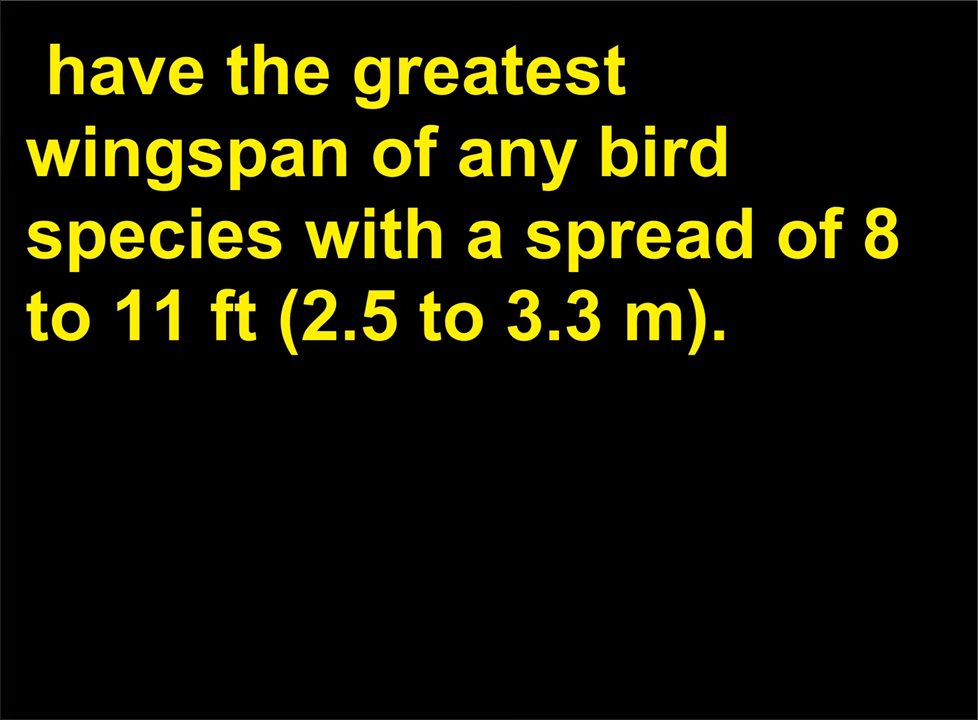 have the greatest
wingspan of any bird
species with a spread of 8
to 11 ft (2.5 to 3.3 m).